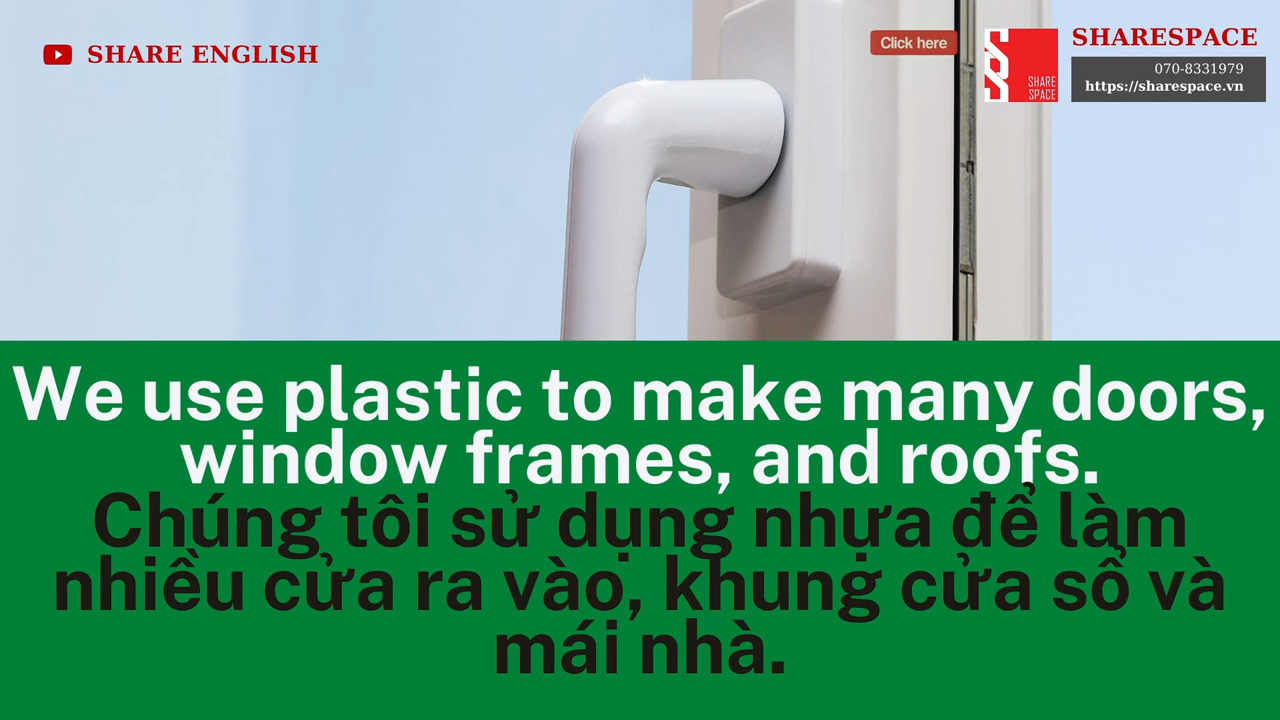 SHARE ENGLISH
Click here
SHARE
SPACE
SHARESPACE
070-8331979
https://sharespace.vn
We use plastic to make many doors,
window frames, and roofs.
Chúng tôi sử dụng nhựa để làm
nhiều cửa ra vào, khung cửa sổ và
mái nhà.